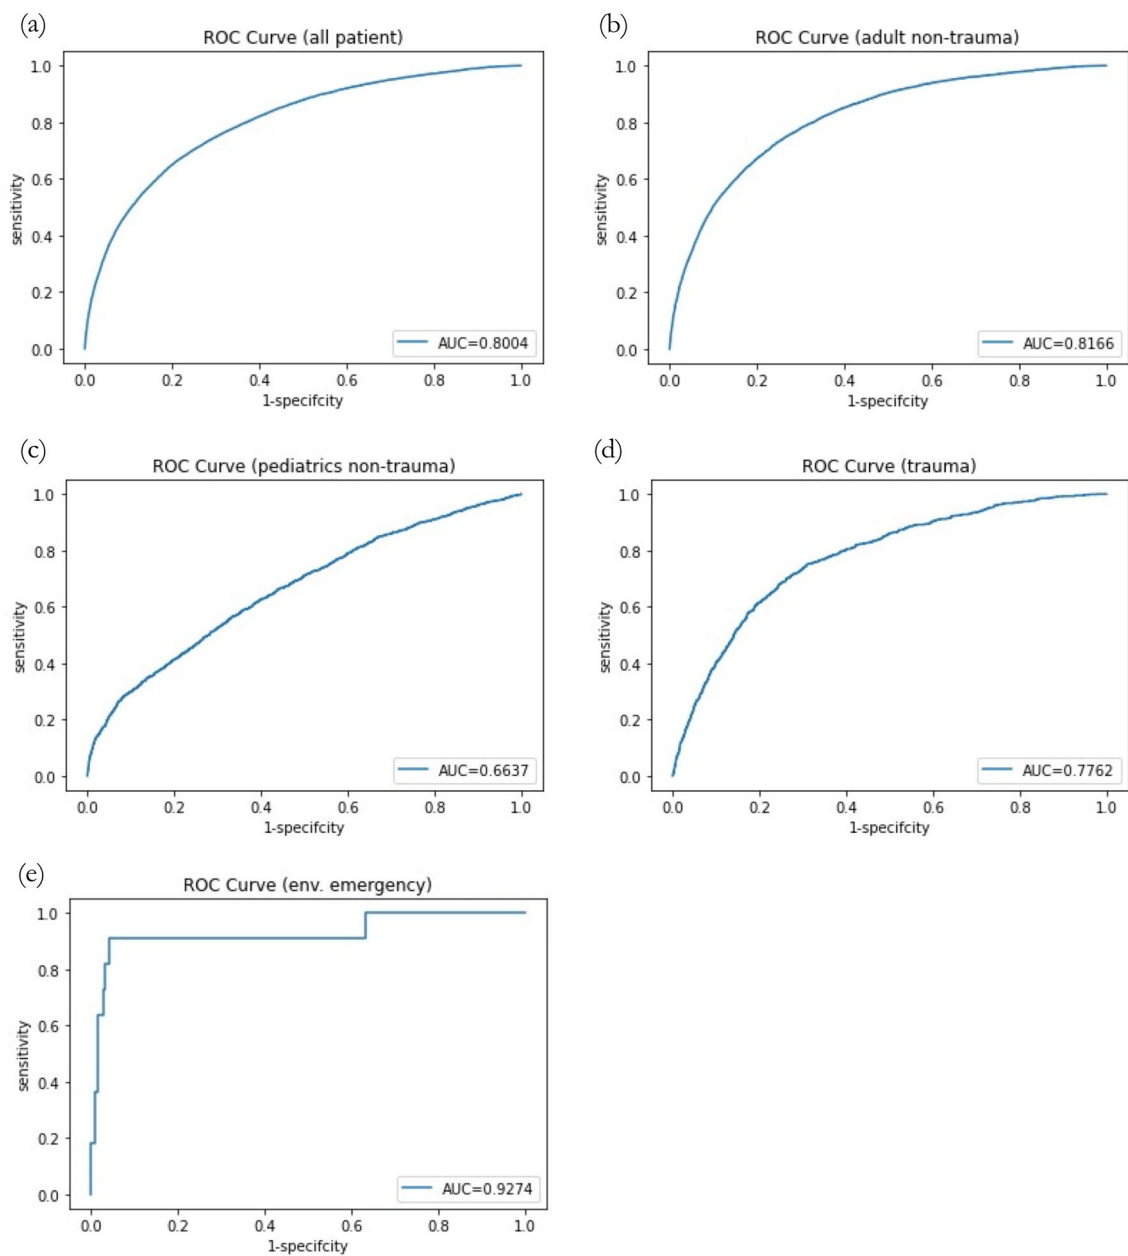 (a)
ROC Curve (all patient)
1.0
0.8
0.6
0.4
0.2
0.0
sensitivity
AUC=0.8004
0.0 0.2 0.4 0.6 0.8 1.0
1-specifcity
(b)
ROC Curve (adult non-trauma)
1.0
0.8
0.6
0.4
0.2
0.0
sensitivity
AUC=0.8166
0.0 0.2 0.4 0.6 0.8 1.0
1-specifcity
(c)
ROC Curve (pediatrics non-trauma)
1.0
0.8
0.6
0.4
0.2
0.0
sensitivity
AUC=0.6637
0.0 0.2 0.4 0.6 0.8 1.0
1-specifcity
(d)
ROC Curve (trauma)
1.0
0.8
0.6
0.4
0.2
0.0
sensitivity
AUC=0.7762
0.0 0.2 0.4 0.6 0.8 1.0
1-specifcity
(e)
ROC Curve (env. emergency)
1.0
0.8
0.6
0.4
0.2
0.0
sensitivity
AUC=0.9274
0.0 0.2 0.4 0.6 0.8 1.0
1-specifcity